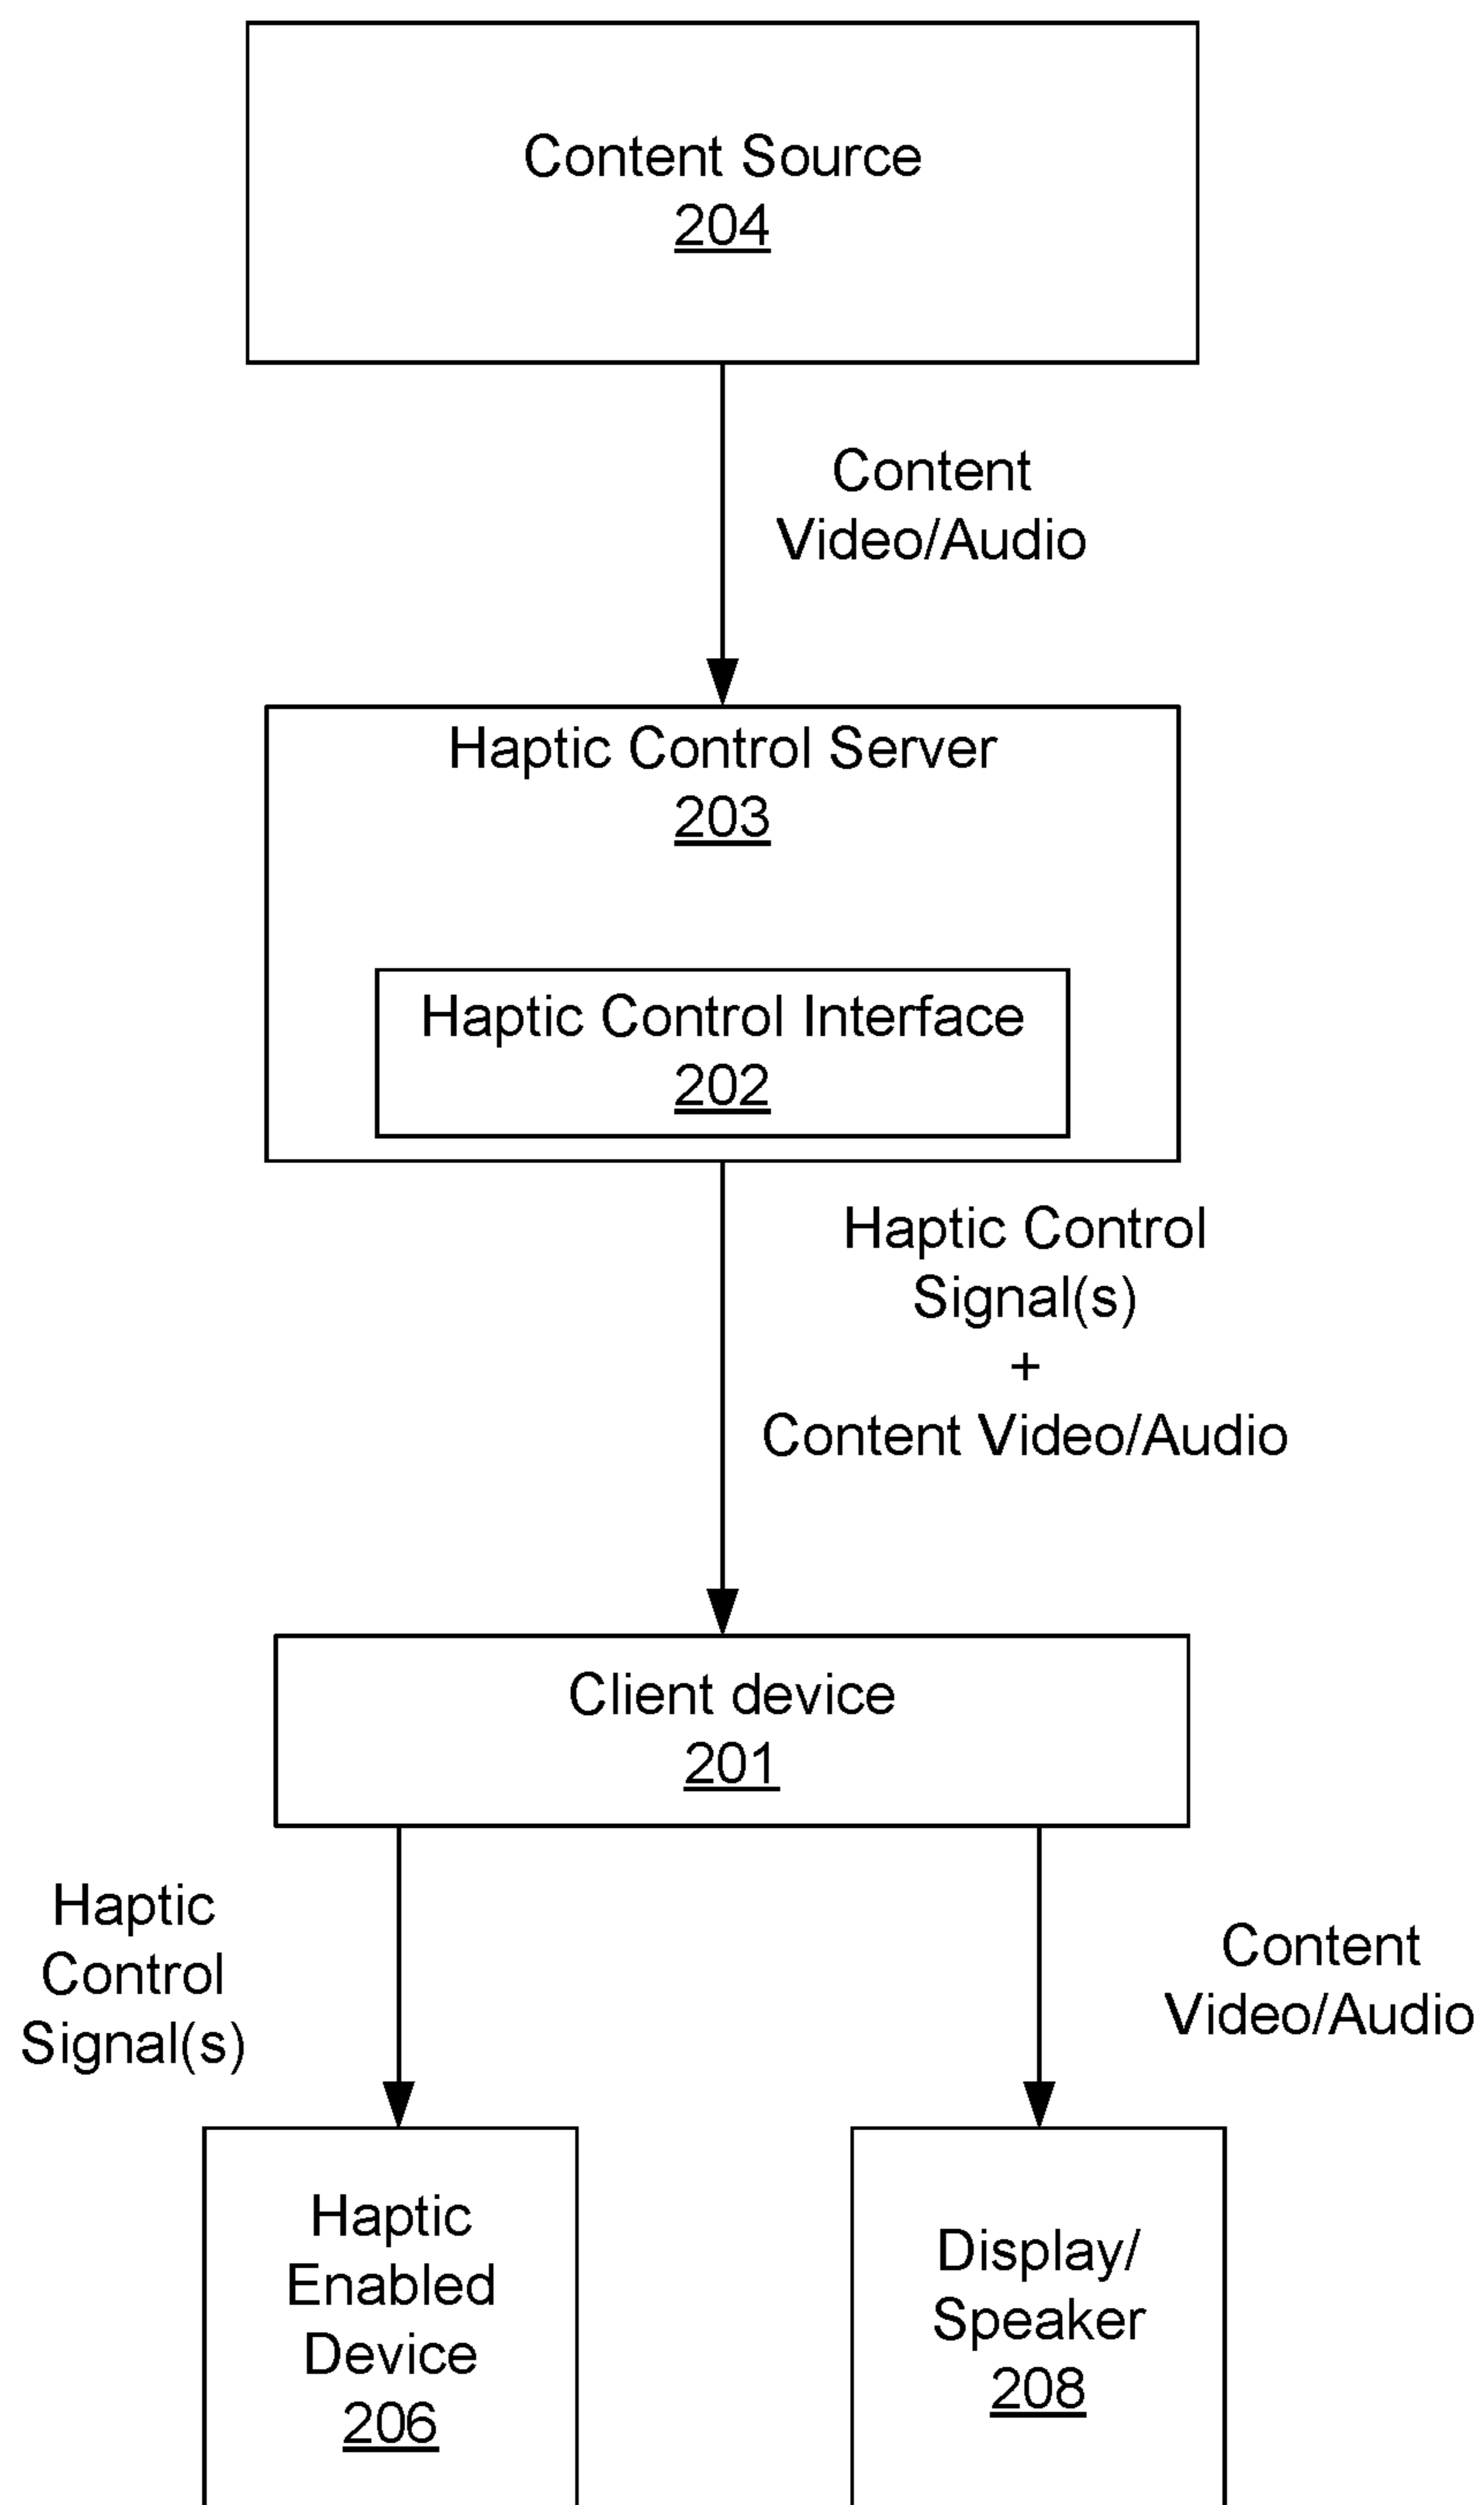 Content Source
204
Content
Video/Audio
Haptic Control Server
203
Haptic Control Interface
202
Haptic Control
Signal(s)
+
Content Video/Audio
Client device
201
Haptic
Control
Signal(s)
Content
Video/Audio
Haptic
Enabled
Device
206
Display/
Speaker
208